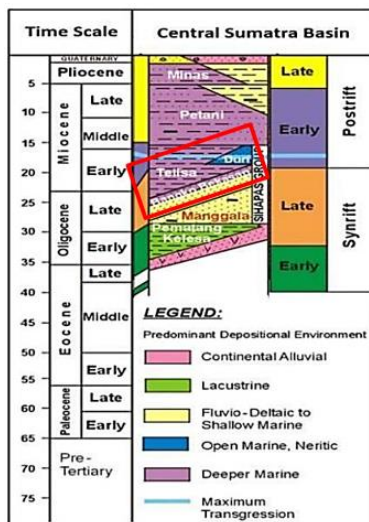 Time Scale
Central Sumatra Basin
QUATERNARY
Pliocene
Miocene
Late
Middle
Early
Oligocene
Late
Early
Eocene
Late
Middle
Early
Paleocene
Late
Early
Pre-
Tertiary
5
10
15
20
25
30
35
40
45
50
55
60
65
70
75
Minas
Petani
Duri
Telisa
Manggala
Pematang
Kelesa
SIHAPAS GROUP
Late
Early
Late
Early
Postrift
Synrift
LEGEND:
Predominant Depositional Environment
Continental Alluvial
Lacustrine
Fluvio-Deltaic to
Shallow Marine
Open Marine, Neritic
Deeper Marine
Maximum
Transgression